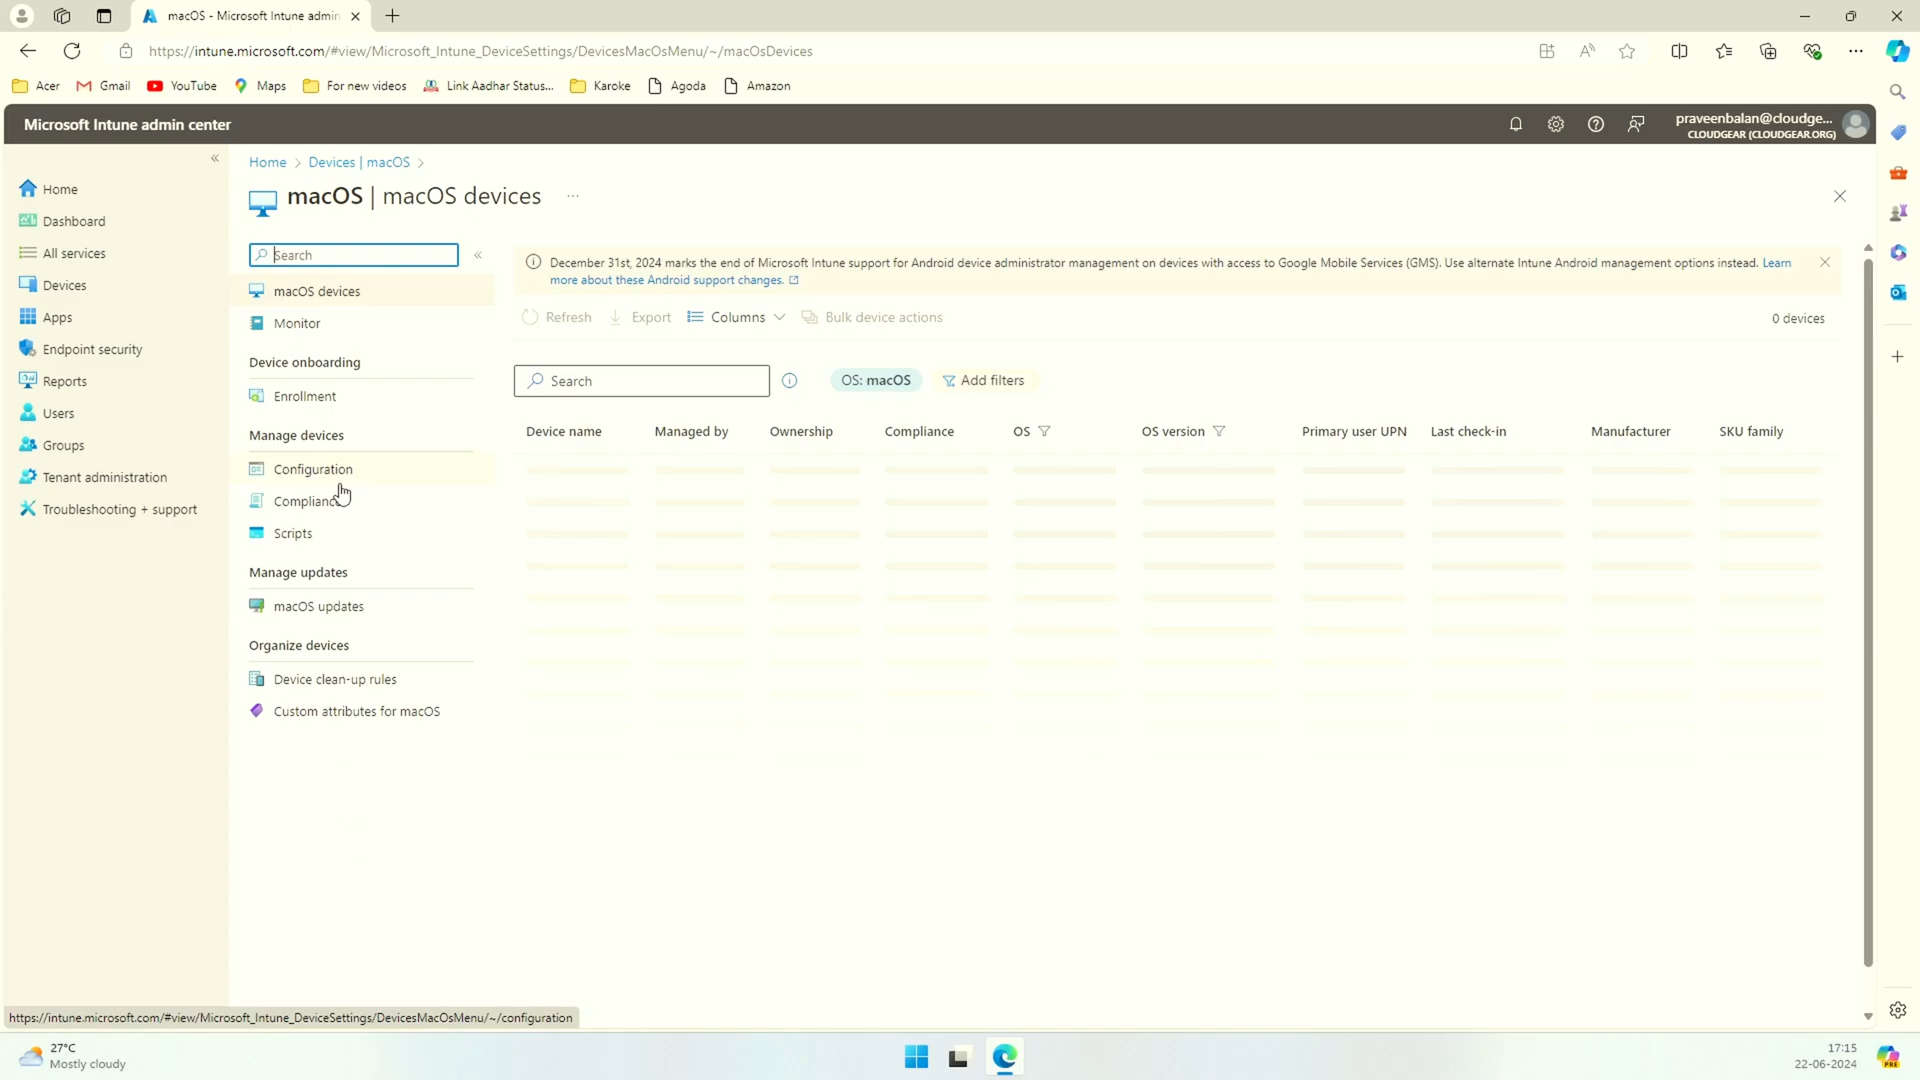 macOS - Microsoft Intune admin
https://intune.microsoft.com/#view/Microsoft_Intune_DeviceSettings/DevicesMacOsMenu/~/macOsDevices
Acer
Gmail
YouTube
Maps
For new videos
Link Aadhar Status...
Karoke
Agoda
Amazon
Microsoft Intune admin center
praveenbalan@cloudge...
CLOUDGEAR (CLOUDGEAR.ORG)
Home
Dashboard
All services
Devices
Apps
Endpoint security
Reports
Users
Groups
Tenant administration
Troubleshooting + support
Home > Devices | macOS >
macOS | macOS devices ...
Search
macOS devices
Monitor
Device onboarding
Enrollment
Manage devices
Configuration
Compliance
Scripts
Manage updates
macOS updates
Organize devices
Device clean-up rules
Custom attributes for macOS
December 31st, 2024 marks the end of Microsoft Intune support for Android device administrator management on devices with access to Google Mobile Services (GMS). Use alternate Intune Android management options instead. Learn
more about these Android support changes.
Refresh
Export
Columns
Bulk device actions
0 devices
Search
OS: macOS
Add filters
Device name
Managed by
Ownership
Compliance
OS
OS version
Primary user UPN
Last check-in
Manufacturer
SKU family
https://intune.microsoft.com/#view/Microsoft_Intune_DeviceSettings/DevicesMacOsMenu/~/configuration
27°C
Mostly cloudy
17:15
22-06-2024
PRE